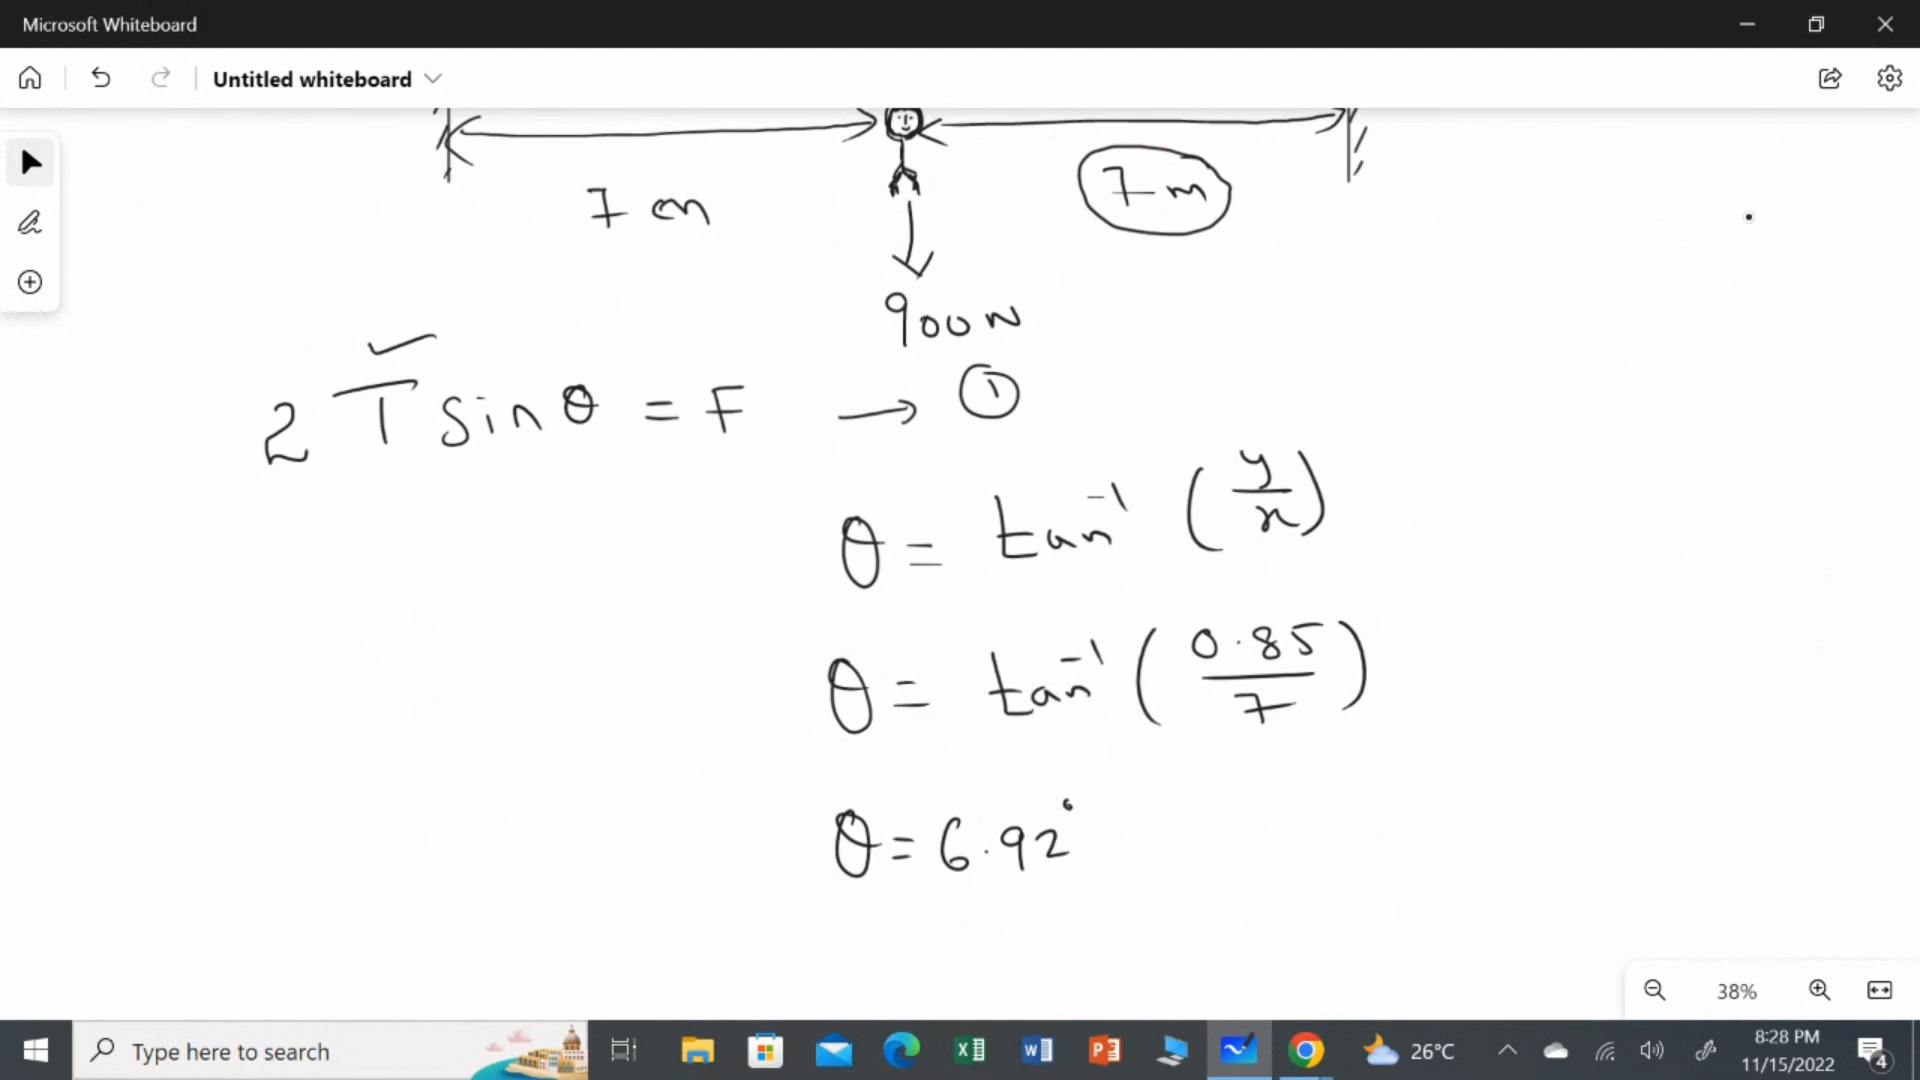 Microsoft Whiteboard
Untitled whiteboard
7 m
7 m
900 N
2 T sin θ = F → ①
θ = tan⁻¹ (y/x)
θ = tan⁻¹ (0.85/7)
θ = 6.92°
38%
Type here to search
26°C
8:28 PM
11/15/2022
4